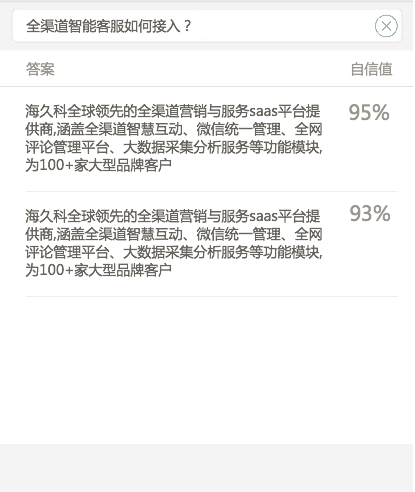 全渠道智能客服如何接入？
答案 自信值
海久科全球领先的全渠道营销与服务saas平台提 95%
供商,涵盖全渠道智慧互动、微信统一管理、全网
评论管理平台、大数据采集分析服务等功能模块,
为100+家大型品牌客户
海久科全球领先的全渠道营销与服务saas平台提 93%
供商,涵盖全渠道智慧互动、微信统一管理、全网
评论管理平台、大数据采集分析服务等功能模块,
为100+家大型品牌客户